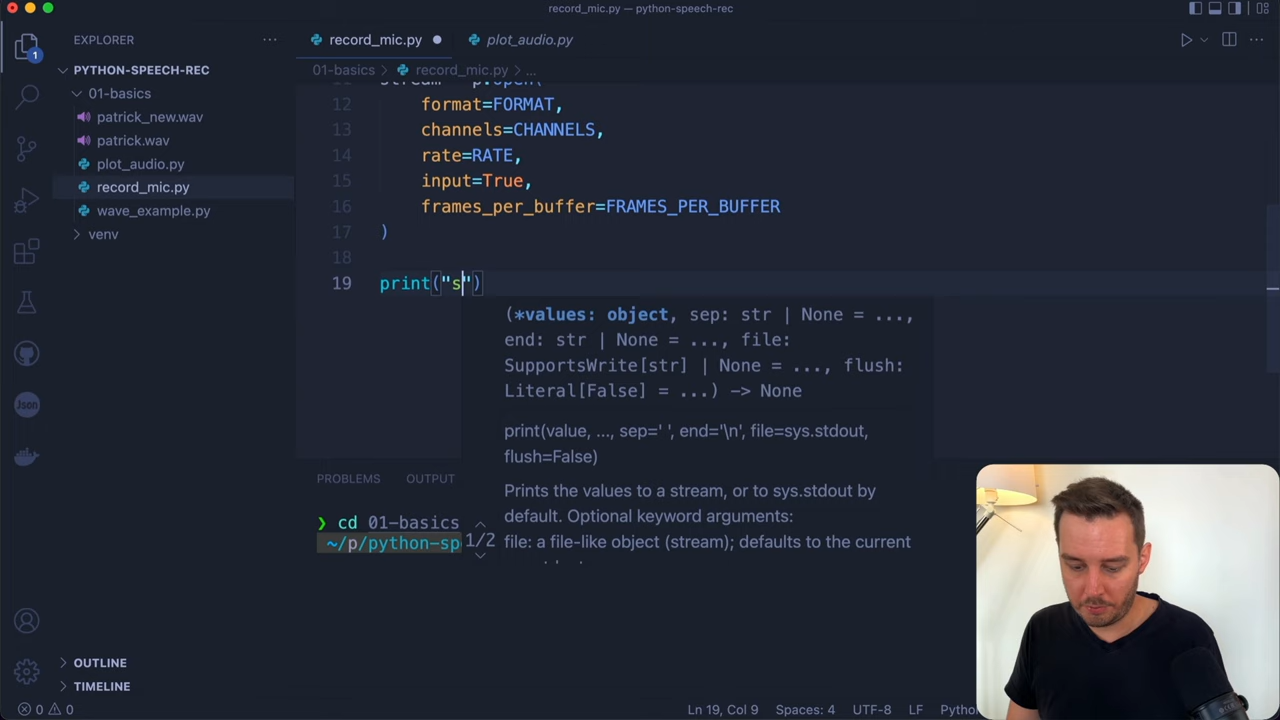 record_mic.py — python-speech-rec
1
EXPLORER
record_mic.py
plot_audio.py
PYTHON-SPEECH-REC
01-basics > record_mic.py > ...
01-basics
patrick_new.wav
patrick.wav
plot_audio.py
record_mic.py
wave_example.py
venv
12 format=FORMAT,
13 channels=CHANNELS,
14 rate=RATE,
15 input=True,
16 frames_per_buffer=FRAMES_PER_BUFFER
17 )
18
19 print("s")
(*values: object, sep: str | None = ...,
end: str | None = ..., file:
SupportsWrite[str] | None = ..., flush:
Literal[False] = ...) -> None
print(value, ..., sep=' ', end='\n', file=sys.stdout,
flush=False)
Prints the values to a stream, or to sys.stdout by
default. Optional keyword arguments:
file: a file-like object (stream); defaults to the current
1/2
PROBLEMS OUTPUT
❯ cd 01-basics
~/p/python-sp
Json
OUTLINE
TIMELINE
0 0
Ln 19, Col 9 Spaces: 4 UTF-8 LF Python